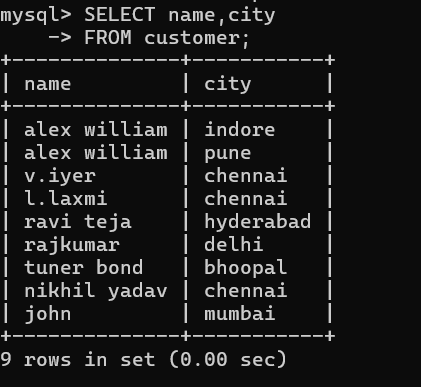 mysql> SELECT name,city
    -> FROM customer;
+--------------+-----------+
| name         | city      |
+--------------+-----------+
| alex william | indore    |
| alex william | pune      |
| v.iyer       | chennai   |
| l.laxmi      | chennai   |
| ravi teja    | hyderabad |
| rajkumar     | delhi     |
| tuner bond   | bhoopal   |
| nikhil yadav | chennai   |
| john         | mumbai    |
+--------------+-----------+
9 rows in set (0.00 sec)